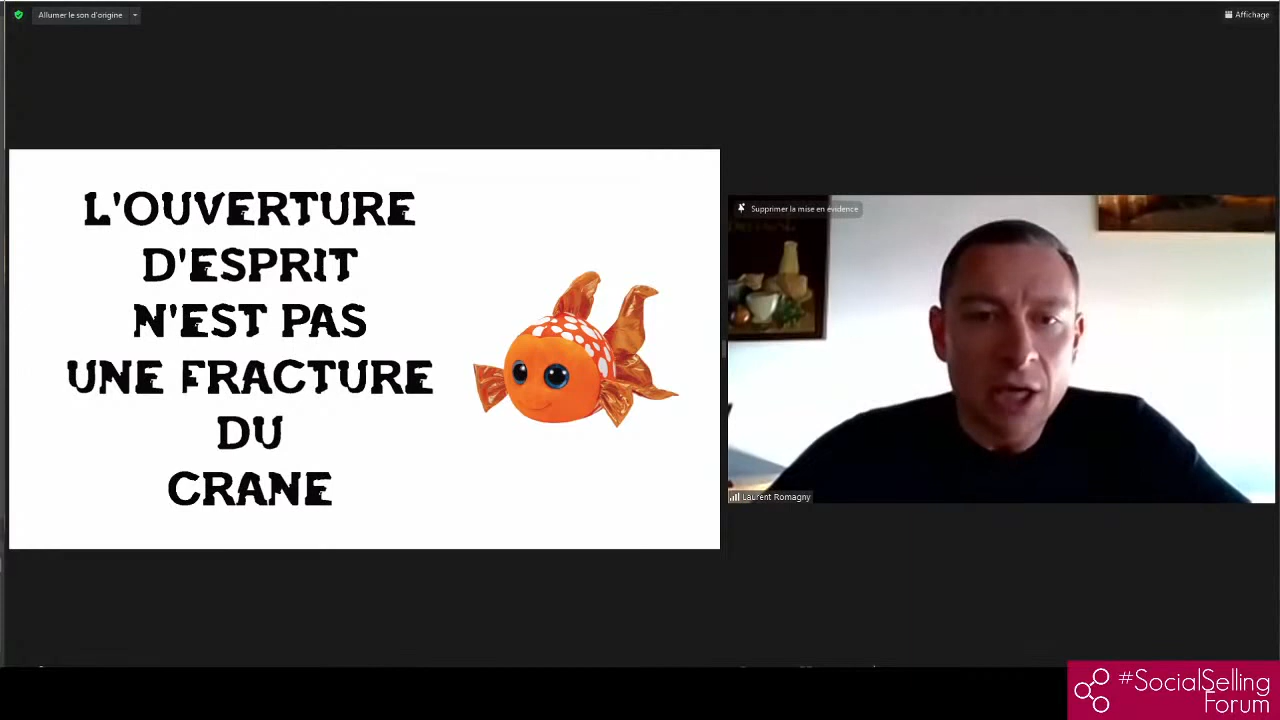 Allumer le son d'origine
Affichage
L'OUVERTURE
D'ESPRIT
N'EST PAS
UNE FRACTURE
DU
CRANE
Supprimer la mise en evidence
Laurent Romagny
#SocialSelling
Forum